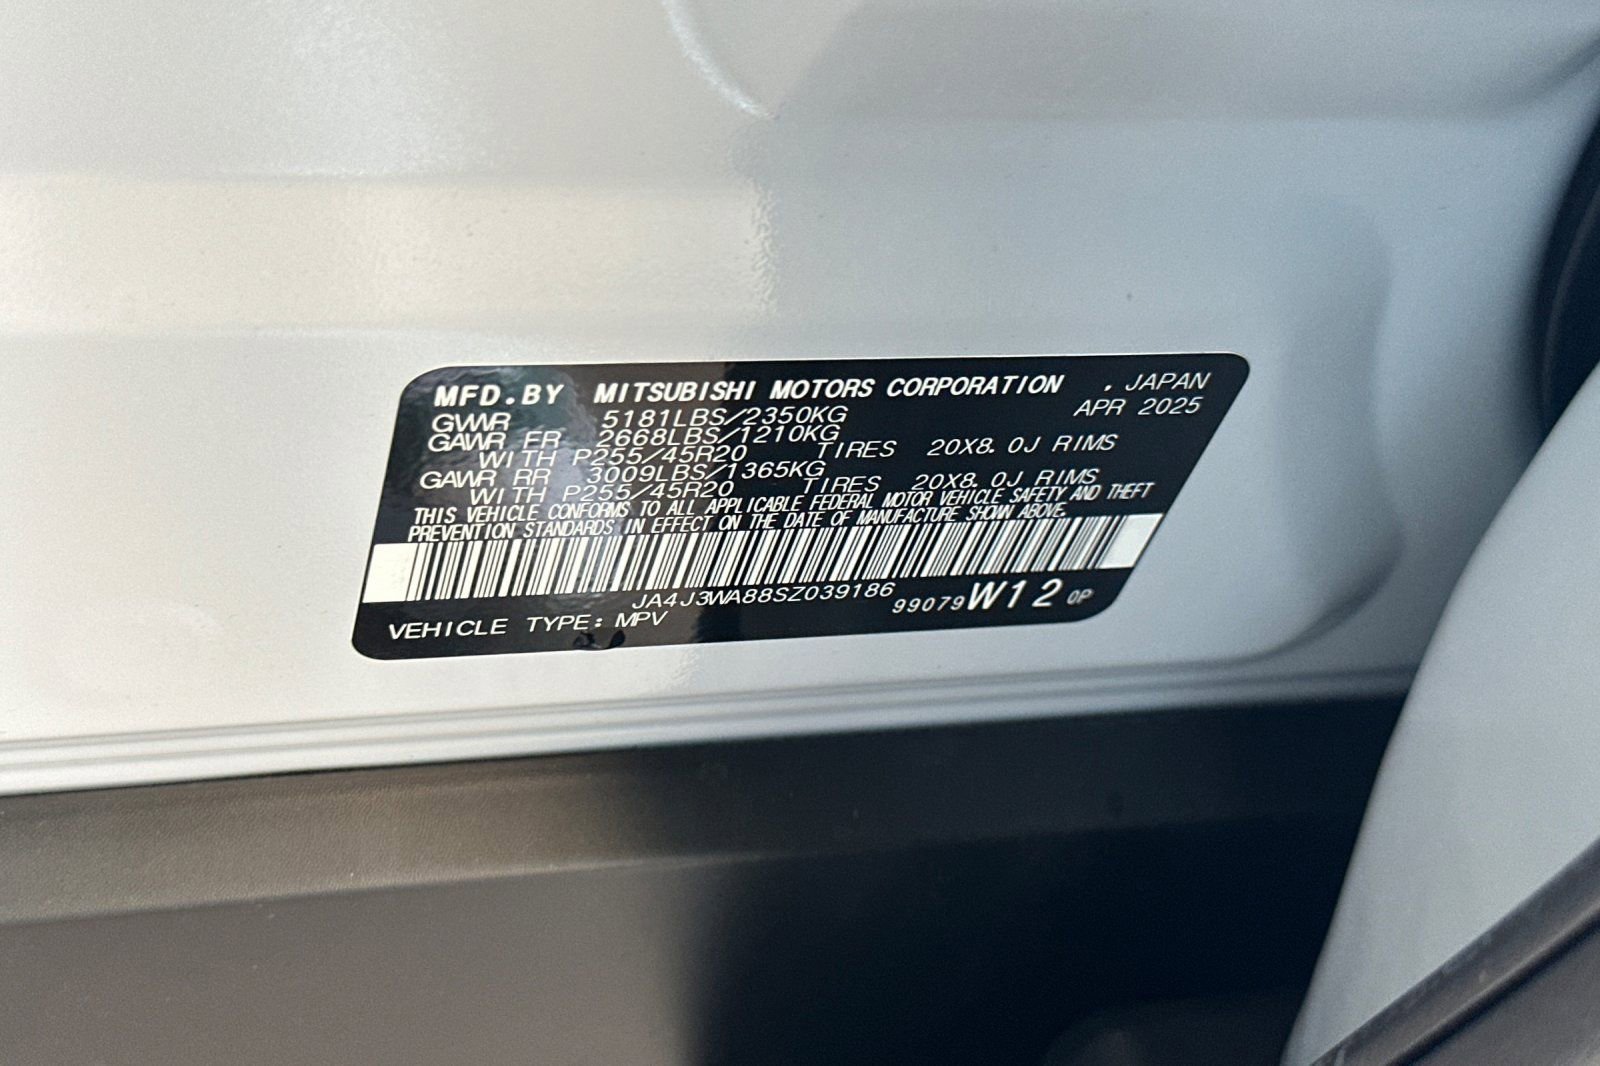 MFD.BY MITSUBISHI MOTORS CORPORATION , JAPAN
APR 2025
GVWR 5181LBS/2350KG
GAWR FR 2668LBS/1210KG
WITH P255/45R20 TIRES 20X8.0J RIMS
GAWR RR 3009LBS/1365KG
WITH P255/45R20 TIRES 20X8.0J RIMS
THIS VEHICLE CONFORMS TO ALL APPLICABLE FEDERAL MOTOR VEHICLE SAFETY AND THEFT
PREVENTION STANDARDS IN EFFECT ON THE DATE OF MANUFACTURE SHOWN ABOVE.
JA4J3WA88SZ039186
99079W12 0P
VEHICLE TYPE: MPV